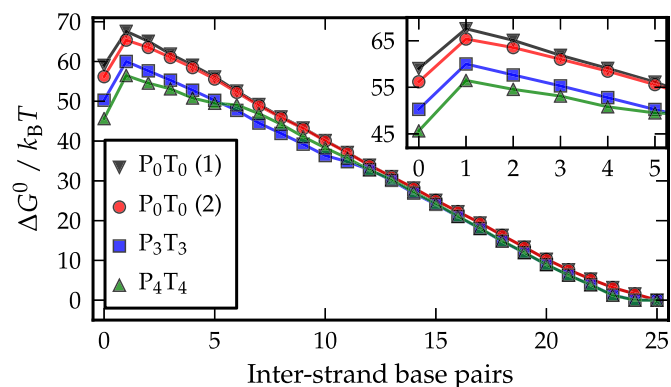 ΔG⁰ / k_BT
70
60
50
40
30
20
10
0
0 5 10 15 20 25
Inter-strand base pairs
P₀T₀ (1)
P₀T₀ (2)
P₃T₃
P₄T₄
65
55
45
0 1 2 3 4 5